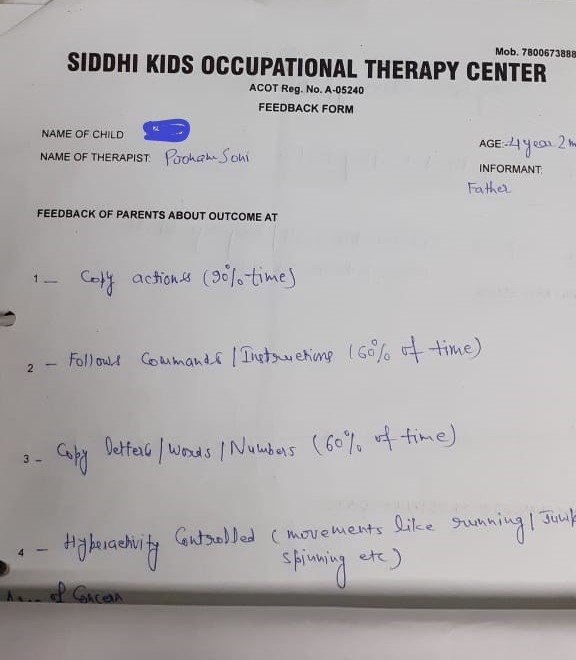 Mob. 7800673888
SIDDHI KIDS OCCUPATIONAL THERAPY CENTER
ACOT Reg. No. A-05240
FEEDBACK FORM
NAME OF CHILD
AGE:- 4 year 2 m
NAME OF THERAPIST: Poonam Soni
INFORMANT:
Father
FEEDBACK OF PARENTS ABOUT OUTCOME AT
1 - Copy actions (90% time)
2 - Follows Commands / Instructions (60% of time)
3 - Copy letters / words / Numbers (60% of time)
4 - Hyperactivity Controlled (movements like running / Jump
spinning etc)
of Concern